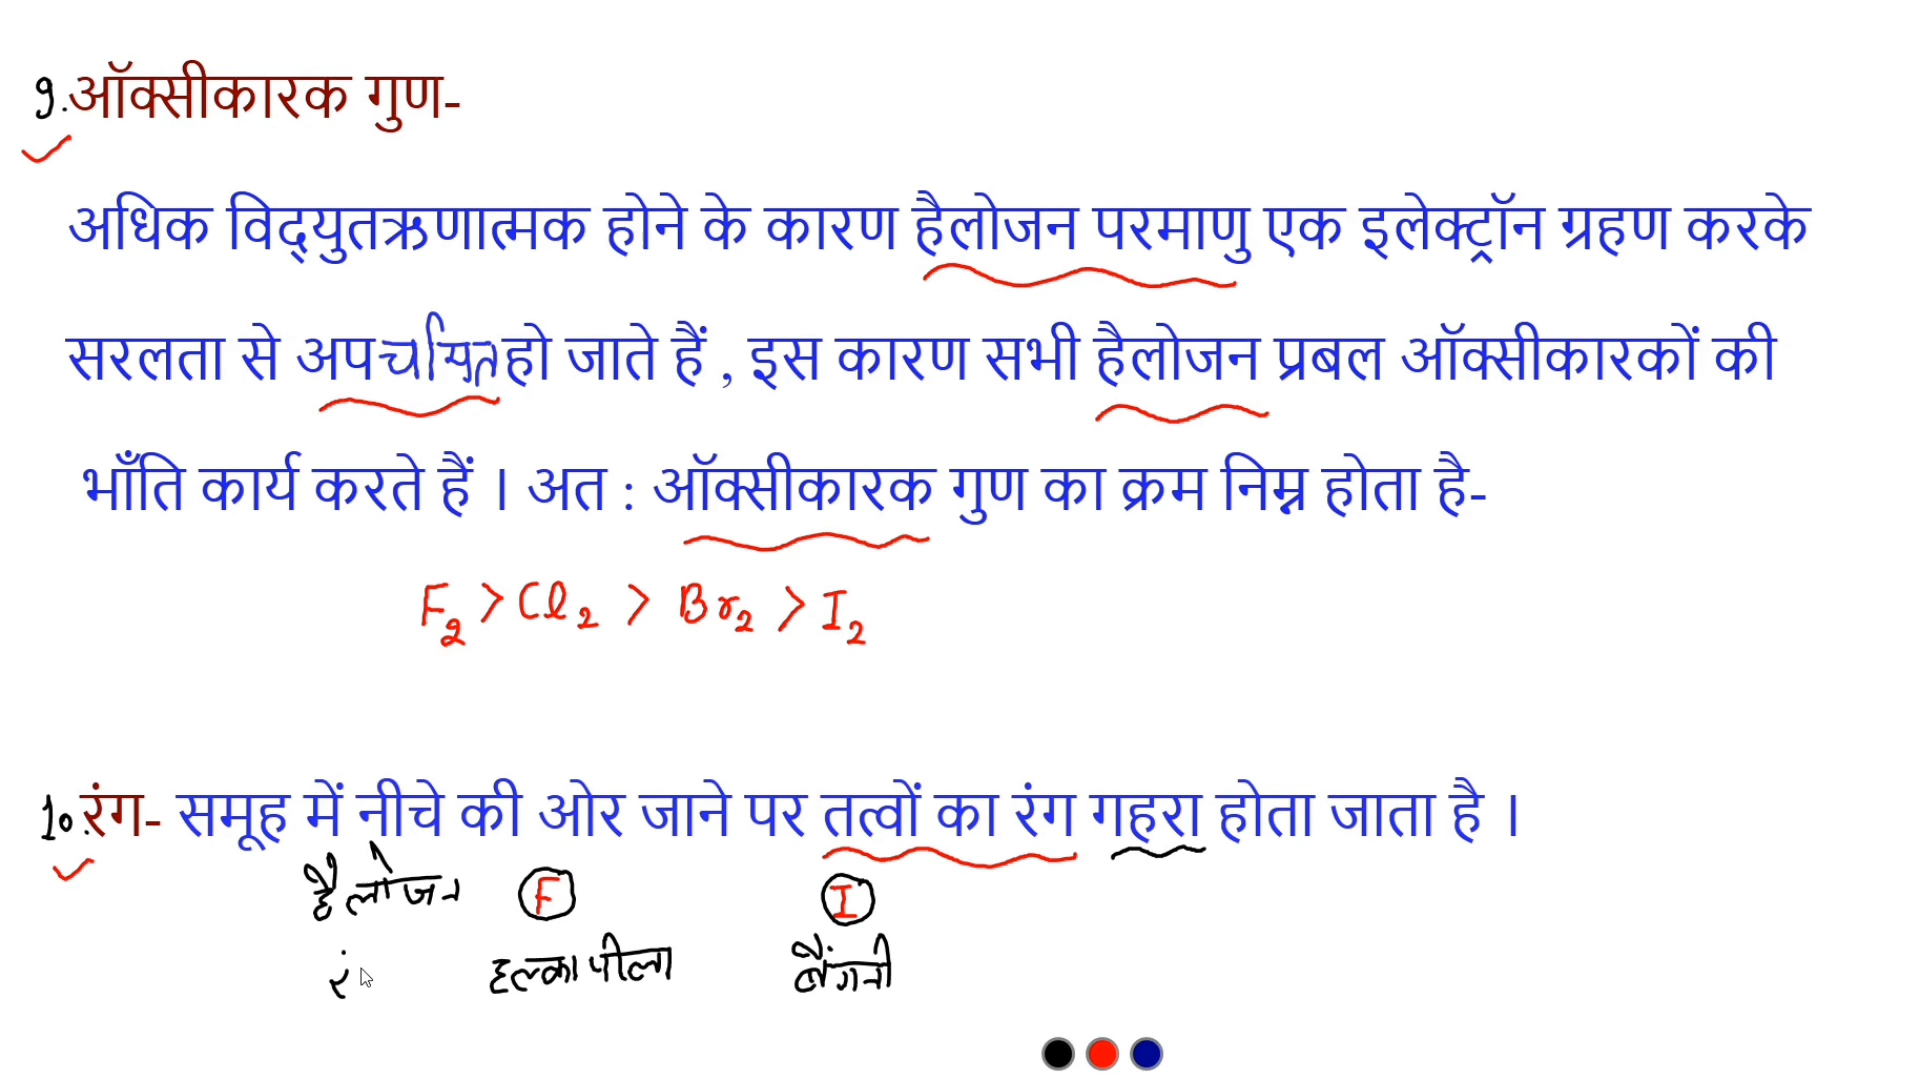 9. ऑक्सीकारक गुण-
अधिक विद्युतऋणात्मक होने के कारण हैलोजन परमाणु एक इलेक्ट्रॉन ग्रहण करके
सरलता से अपचयित हो जाते हैं , इस कारण सभी हैलोजन प्रबल ऑक्सीकारकों की
भाँति कार्य करते हैं । अत : ऑक्सीकारक गुण का क्रम निम्न होता है-
F₂ > Cl₂ > Br₂ > I₂
10. रंग- समूह में नीचे की ओर जाने पर तत्वों का रंग गहरा होता जाता है ।
हैलोजन F I
रं हल्का पीला बैंगनी